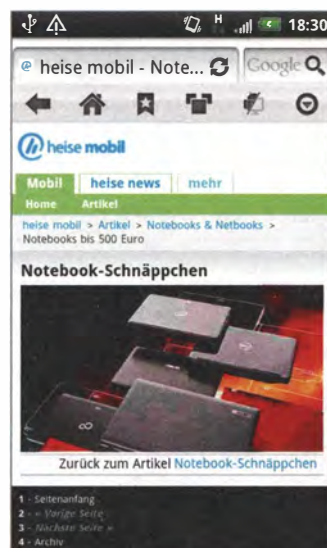 H 18:30
heise mobil - Note... Google
heise mobil
Mobil heise news mehr
Home Artikel
heise mobil > Artikel > Notebooks & Netbooks >
Notebooks bis 500 Euro
Notebook-Schnäppchen
Zurück zum Artikel Notebook-Schnäppchen
1 - Seitenanfang
2 - « Vorige Seite
3 - Nächste Seite »
4 - Archiv